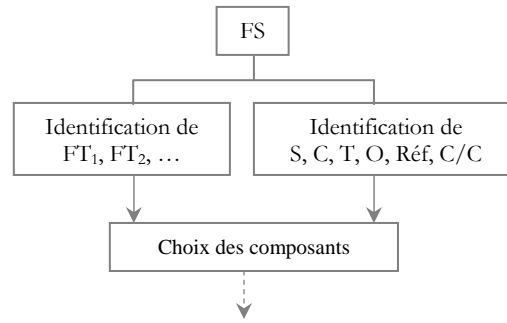 FS
Identification de
FT₁, FT₂, …
Identification de
S, C, T, O, Réf, C/C
Choix des composants